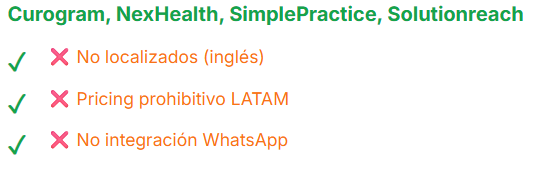 Curogram, NexHealth, SimplePractice, Solutionreach
✓ ❌ No localizados (inglés)
✓ ❌ Pricing prohibitivo LATAM
✓ ❌ No integración WhatsApp